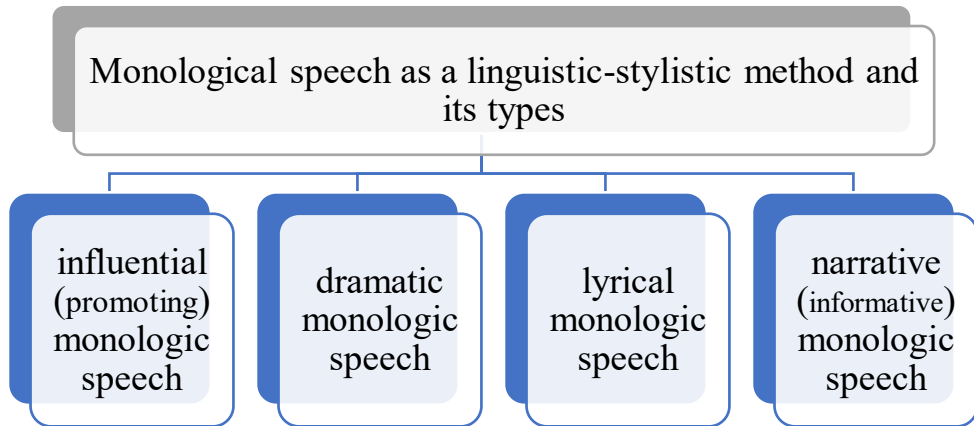 Monological speech as a linguistic-stylistic method and
its types
influential
(promoting)
monologic
speech
dramatic
monologic
speech
lyrical
monologic
speech
narrative
(informative)
monologic
speech